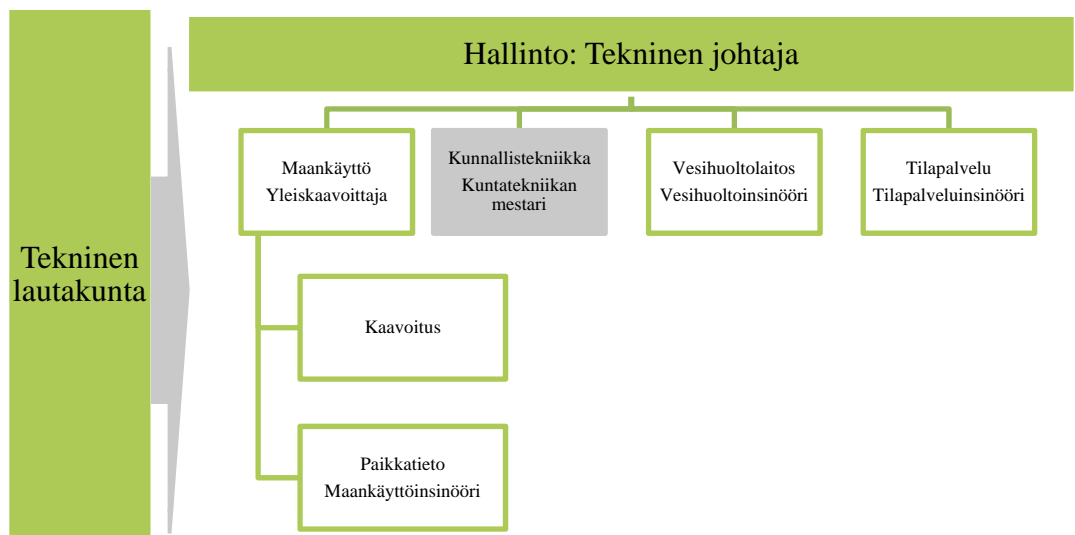 Tekninen
lautakunta
Hallinto: Tekninen johtaja
Maankäyttö
Yleiskaavoittaja
Kunnallistekniikka
Kuntatekniikan
mestari
Vesihuoltolaitos
Vesihuoltoinsinööri
Tilapalvelu
Tilapalveluinsinööri
Kaavoitus
Paikkatieto
Maankäyttöinsinööri